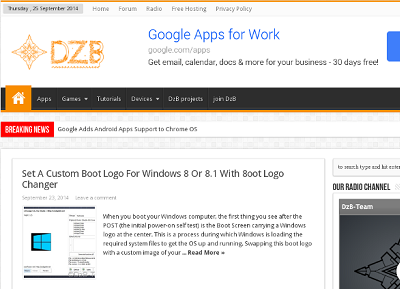 Thursday , 25 September 2014 Home Forum Radio Free Hosting Privacy Policy
DZB
Google Apps for Work
google.com/apps
Get email, calendar, docs & more for your business - 30 days free!
Apps Games Tutorials Devices DzB projects join DzB
BREAKING NEWS Google Adds Android Apps Support to Chrome OS
Set A Custom Boot Logo For Windows 8 Or 8.1 With 8oot Logo
Changer
September 23, 2014 Leave a comment
When you boot your Windows computer, the first thing you see after the
POST (the initial power-on self test) is the Boot Screen carrying a Windows
logo at the center. This is a process during which Windows is loading the
required system files to get the OS up and running. Swapping this boot logo
with a custom image of your ... Read More »
to search type and hit enter
OUR RADIO CHANNEL
DzB-Team